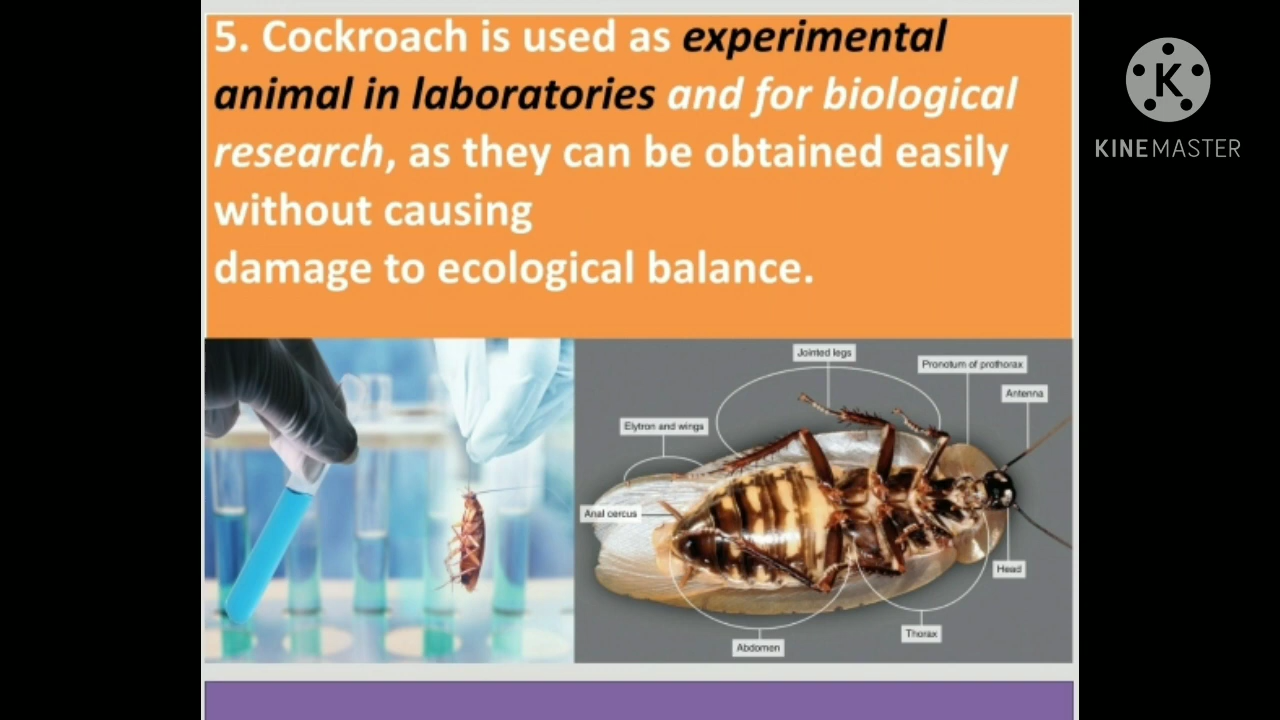 5. Cockroach is used as experimental
animal in laboratories and for biological
research, as they can be obtained easily
without causing
damage to ecological balance.
K
KINEMASTER
Jointed legs
Pronotum of prothorax
Antenna
Elytron and wings
Anal cercus
Head
Thorax
Abdomen